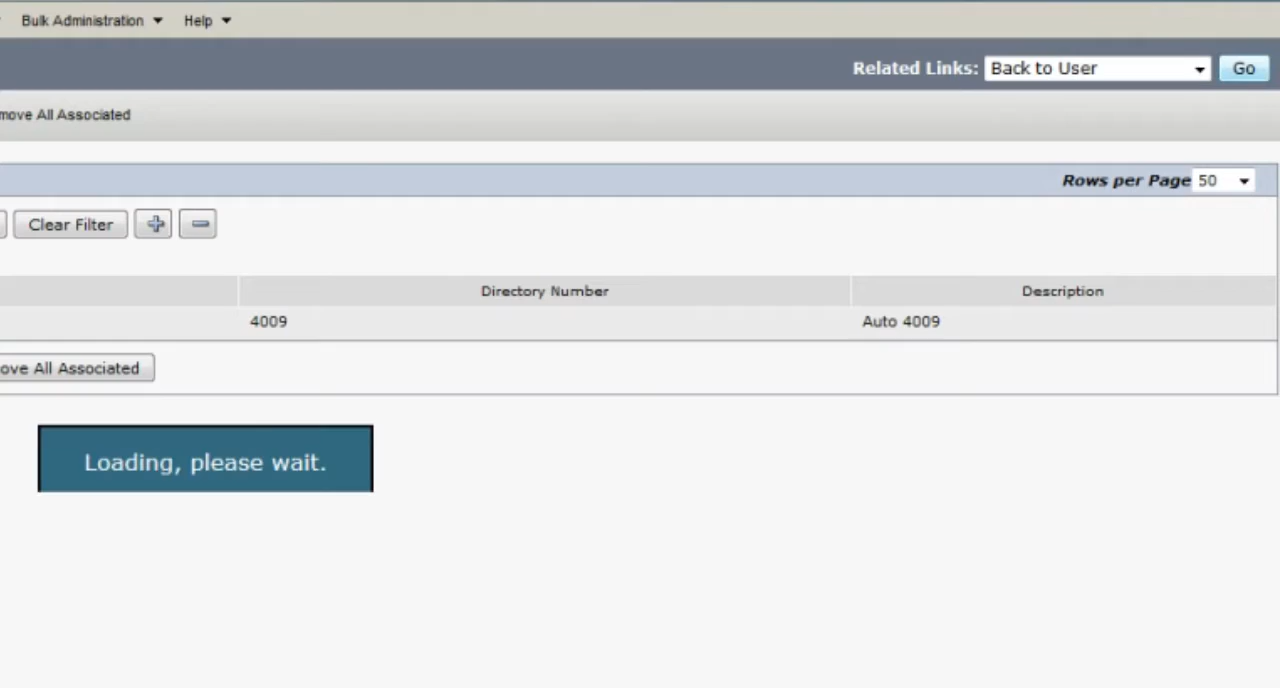 Bulk Administration Help
Related Links: Back to User Go
move All Associated
Rows per Page 50
Clear Filter
Directory Number Description
4009 Auto 4009
ove All Associated
Loading, please wait.